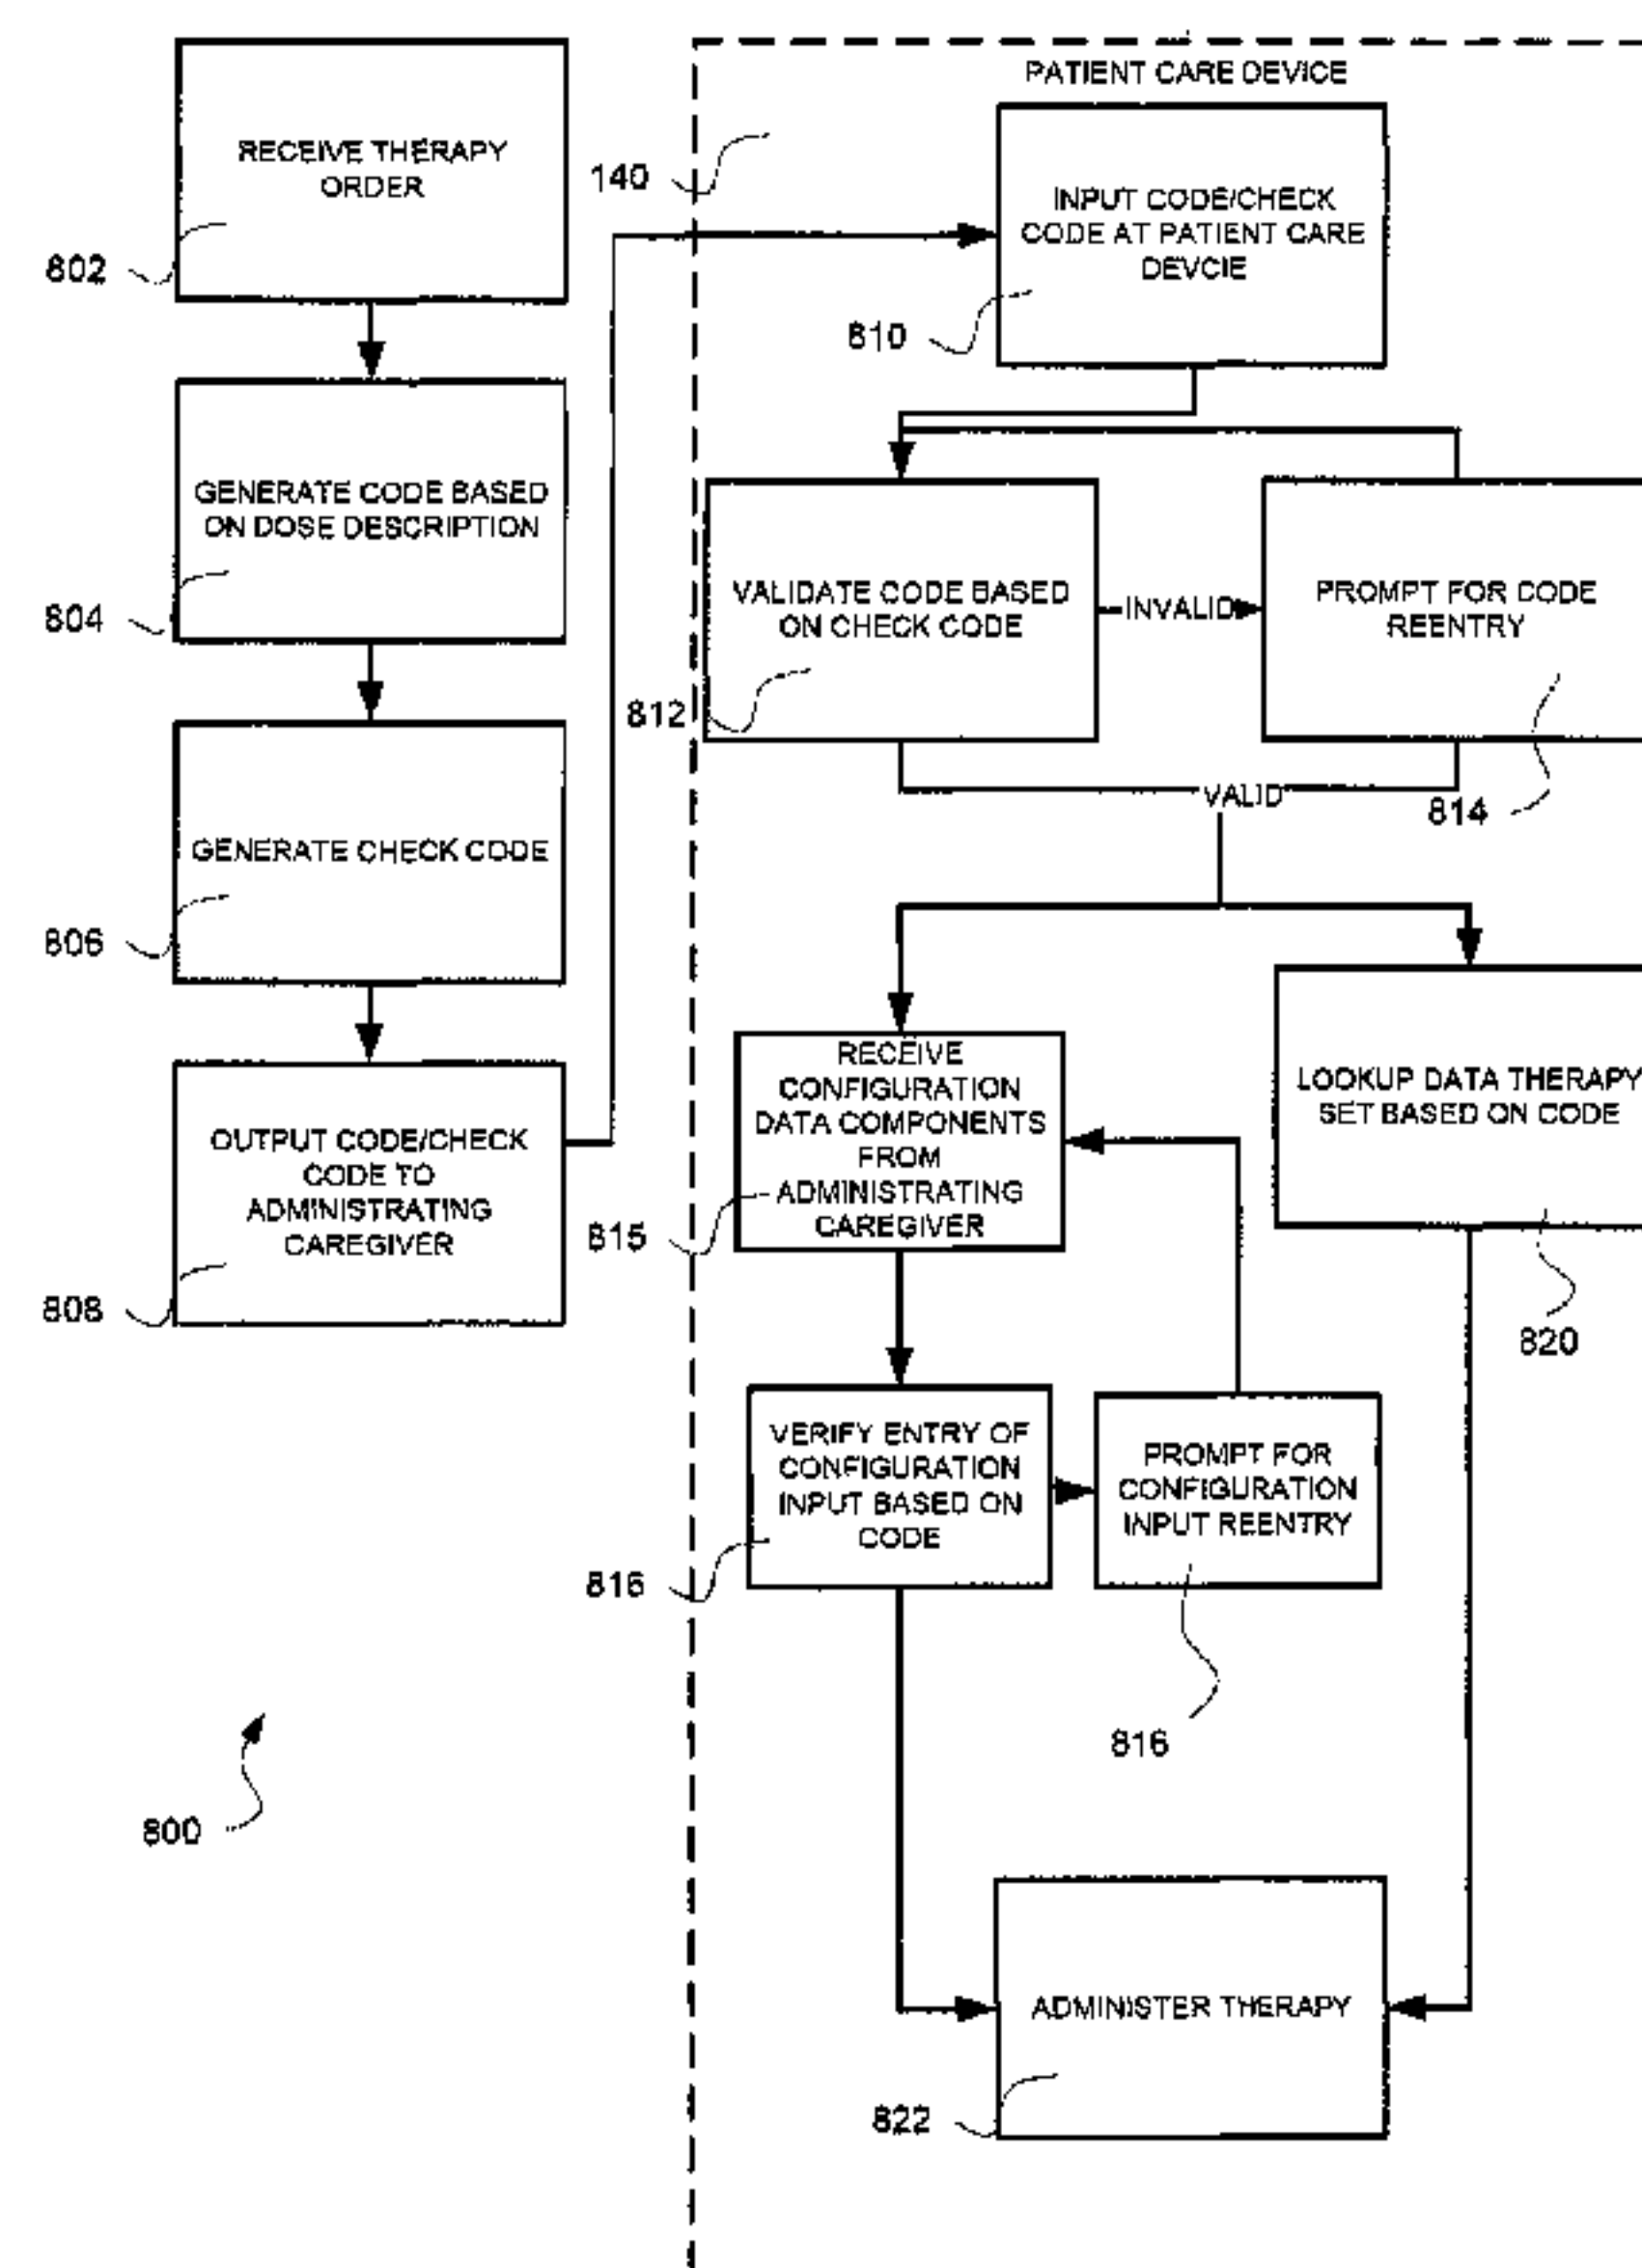 RECEIVE THERAPY
ORDER
802
GENERATE CODE BASED
ON DOSE DESCRIPTION
804
GENERATE CHECK CODE
806
OUTPUT CODE/CHECK
CODE TO
ADMINISTRATING
CAREGIVER
808
800
PATIENT CARE DEVICE
140
INPUT CODE/CHECK
CODE AT PATIENT CARE
DEVCIE
810
VALIDATE CODE BASED
ON CHECK CODE
812
INVALID
PROMPT FOR CODE
REENTRY
814
VALID
RECEIVE
CONFIGURATION
DATA COMPONENTS
FROM
ADMINISTRATING
CAREGIVER
815
LOOKUP DATA THERAPY
SET BASED ON CODE
820
VERIFY ENTRY OF
CONFIGURATION
INPUT BASED ON
CODE
816
PROMPT FOR
CONFIGURATION
INPUT REENTRY
816
ADMINISTER THERAPY
822